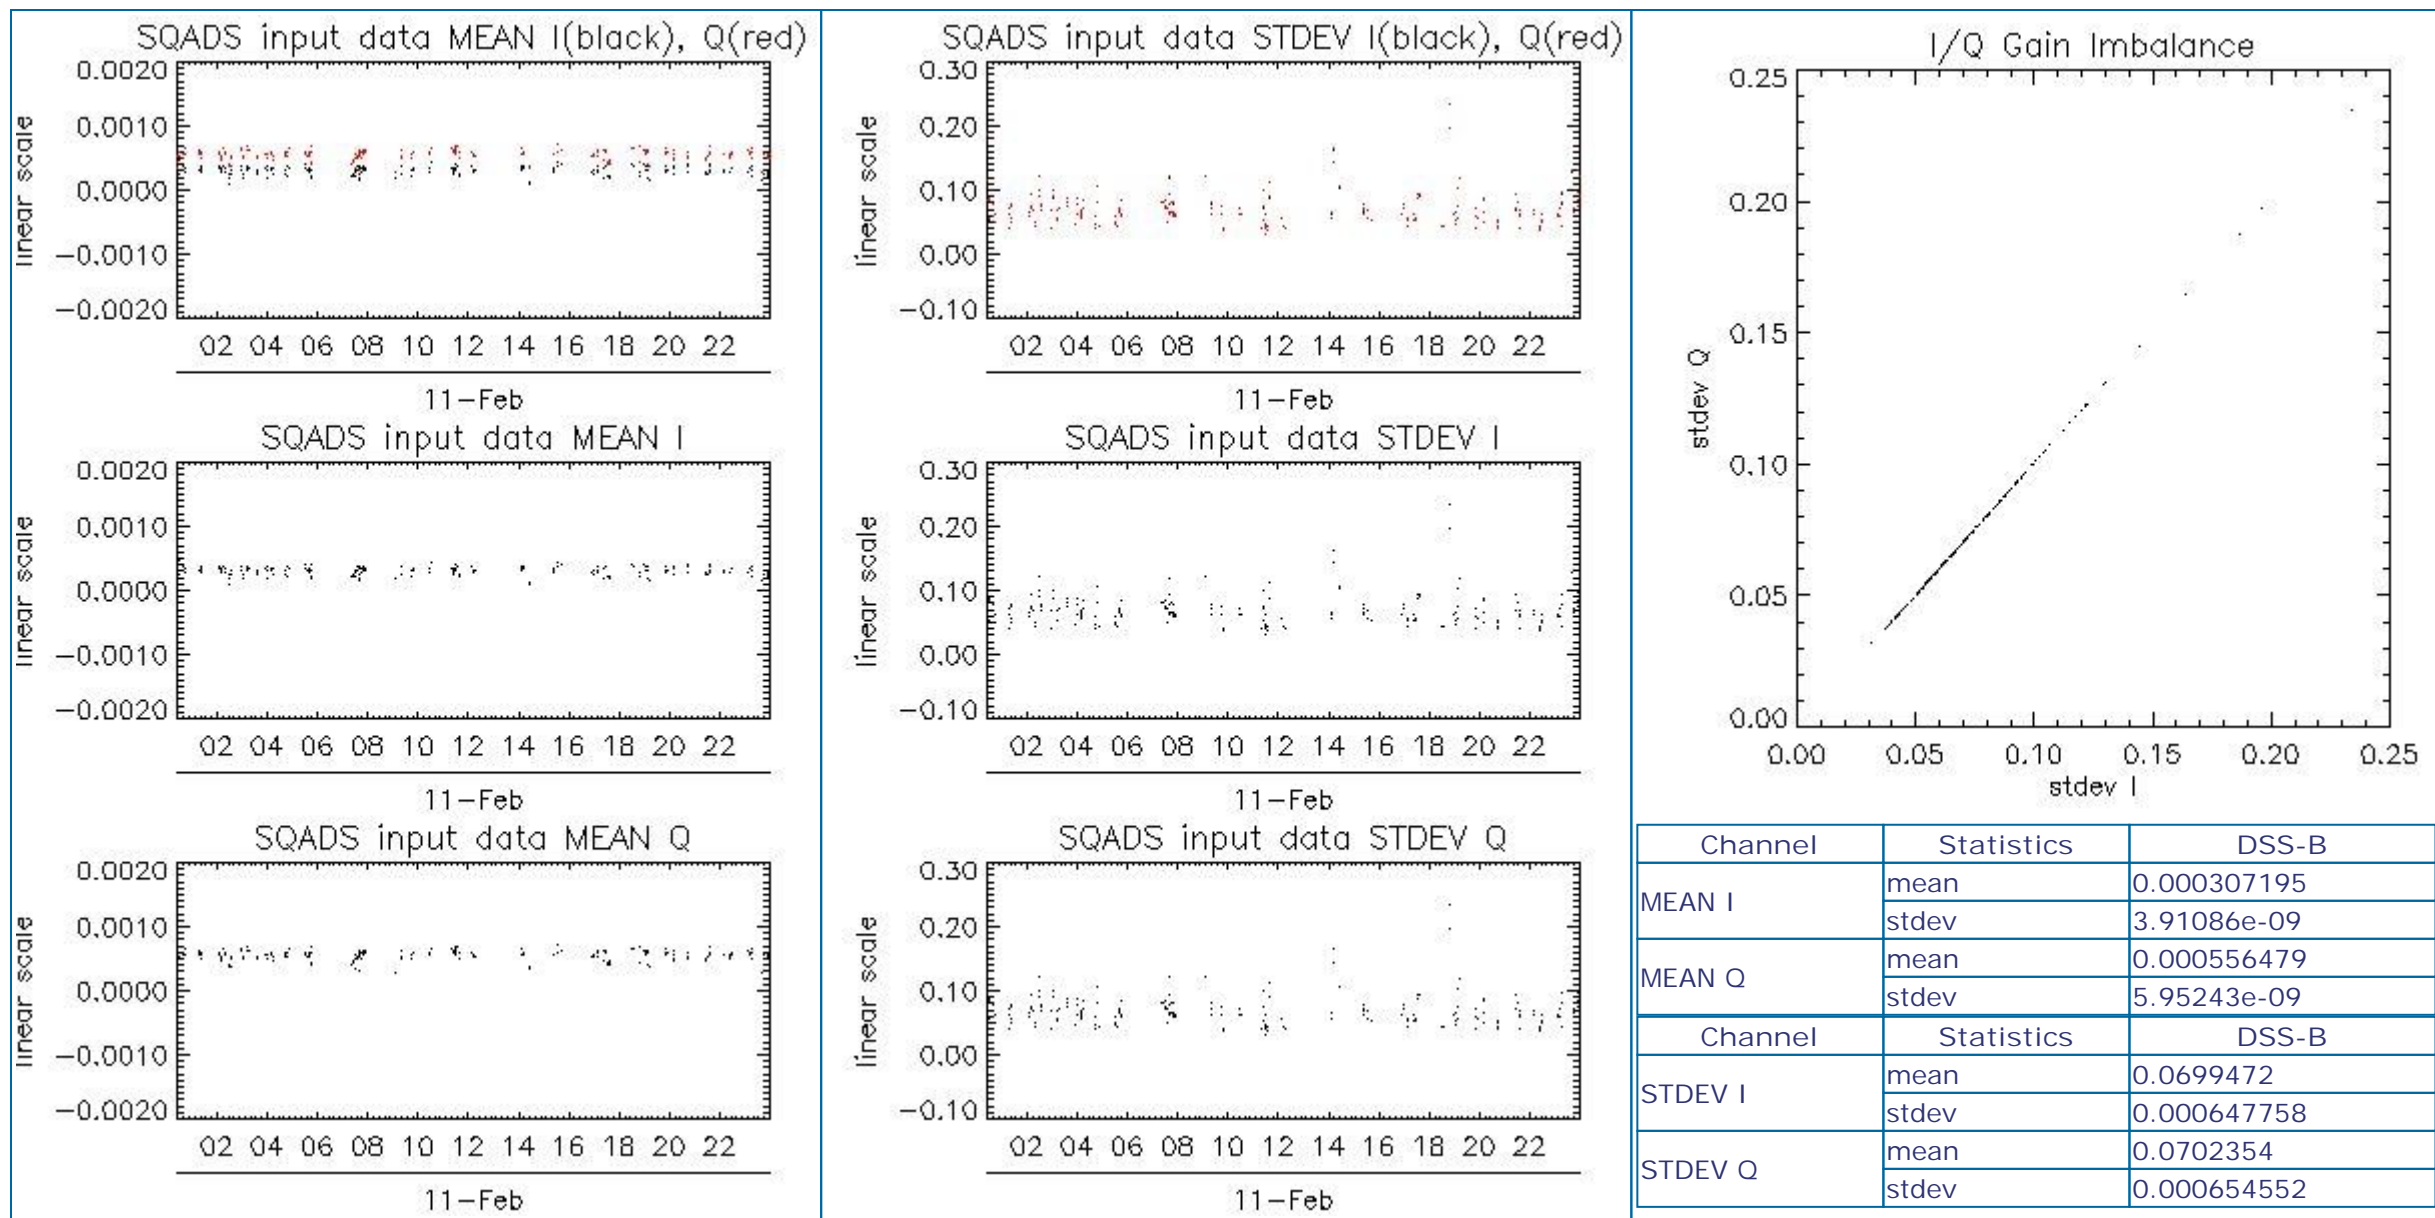 SQADS input data MEAN I(black), Q(red)
linear scale
0.0020
0.0010
0.0000
−0.0010
−0.0020
02 04 06 08 10 12 14 16 18 20 22
11−Feb
SQADS input data MEAN I
linear scale
0.0020
0.0010
0.0000
−0.0010
−0.0020
02 04 06 08 10 12 14 16 18 20 22
11−Feb
SQADS input data MEAN Q
linear scale
0.0020
0.0010
0.0000
−0.0010
−0.0020
02 04 06 08 10 12 14 16 18 20 22
11−Feb
SQADS input data STDEV I(black), Q(red)
linear scale
0.30
0.20
0.10
0.00
−0.10
02 04 06 08 10 12 14 16 18 20 22
11−Feb
SQADS input data STDEV I
linear scale
0.30
0.20
0.10
0.00
−0.10
02 04 06 08 10 12 14 16 18 20 22
11−Feb
SQADS input data STDEV Q
linear scale
0.30
0.20
0.10
0.00
−0.10
02 04 06 08 10 12 14 16 18 20 22
11−Feb
I/Q Gain Imbalance
stdev Q
0.25
0.20
0.15
0.10
0.05
0.00
0.00 0.05 0.10 0.15 0.20 0.25
stdev I
Channel Statistics DSS-B
MEAN I
mean 0.000307195
stdev 3.91086e-09
MEAN Q
mean 0.000556479
stdev 5.95243e-09
Channel Statistics DSS-B
STDEV I
mean 0.0699472
stdev 0.000647758
STDEV Q
mean 0.0702354
stdev 0.000654552